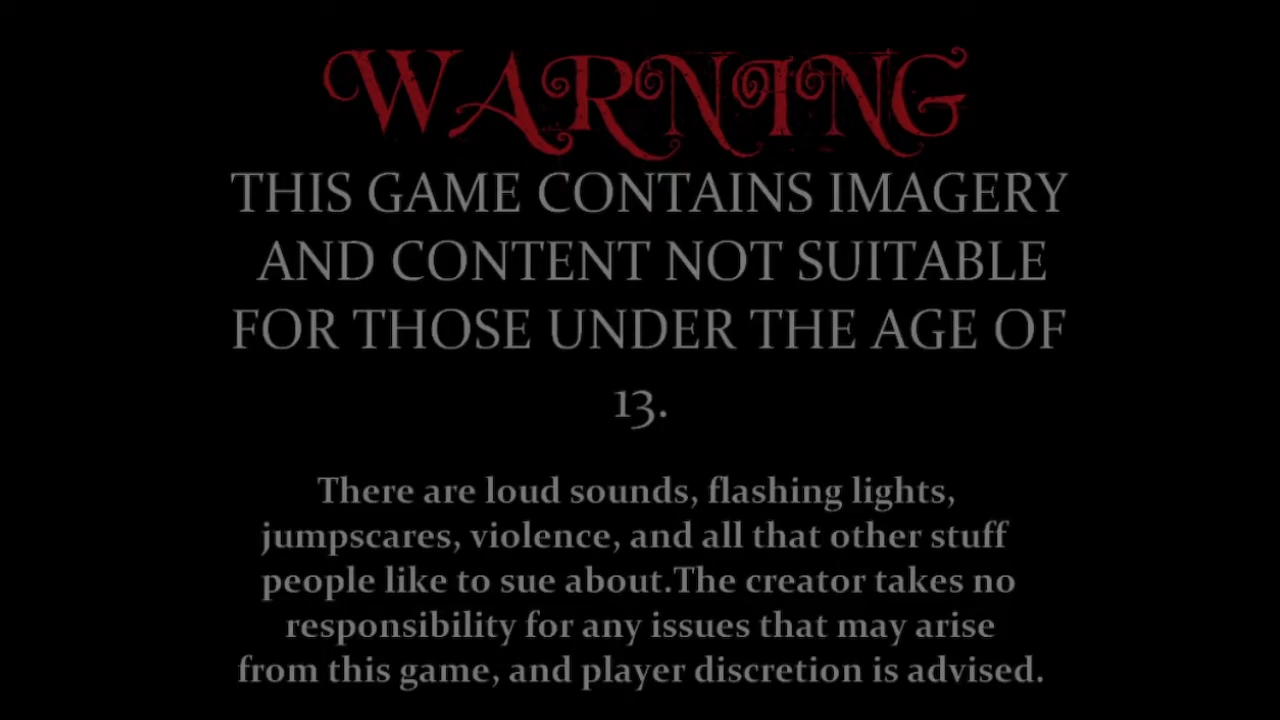 WARNING
THIS GAME CONTAINS IMAGERY
AND CONTENT NOT SUITABLE
FOR THOSE UNDER THE AGE OF
13.
There are loud sounds, flashing lights,
jumpscares, violence, and all that other stuff
people like to sue about.The creator takes no
responsibility for any issues that may arise
from this game, and player discretion is advised.